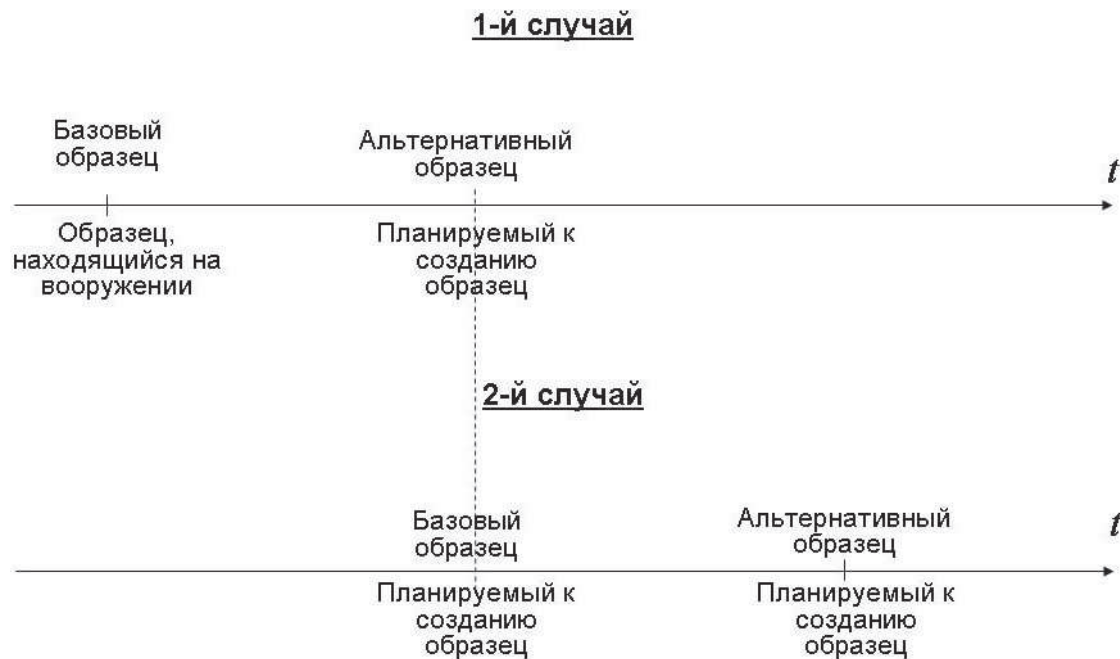 1-й случай
Базовый
образец
Альтернативный
образец
t
Образец,
находящийся на
вооружении
Планируемый к
созданию
образец
2-й случай
Базовый
образец
Альтернативный
образец
t
Планируемый к
созданию
образец
Планируемый к
созданию
образец